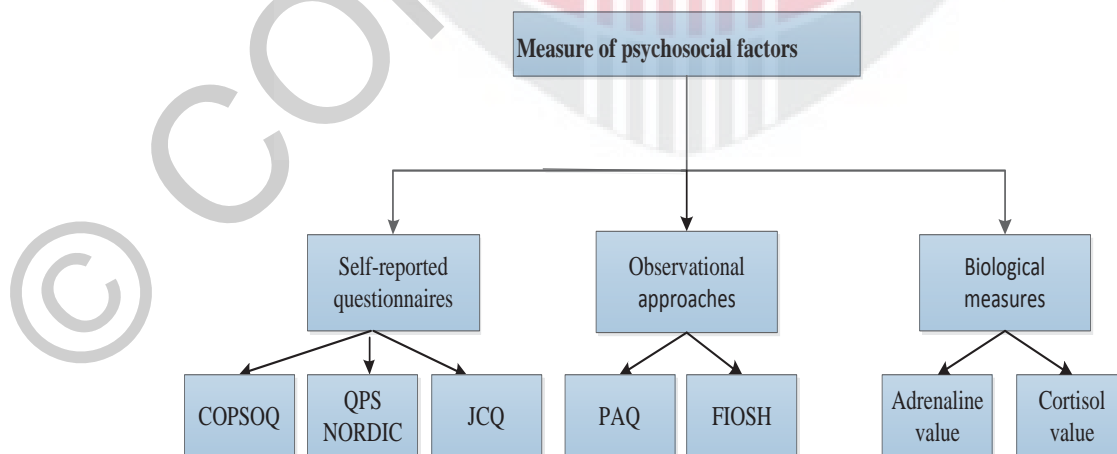 Measure of psychosocial factors
Self-reported
questionnaires
Observational
approaches
Biological
measures
COPSOQ
QPS
NORDIC
JCQ
PAQ
FIOSH
Adrenaline
value
Cortisol
value
© CO